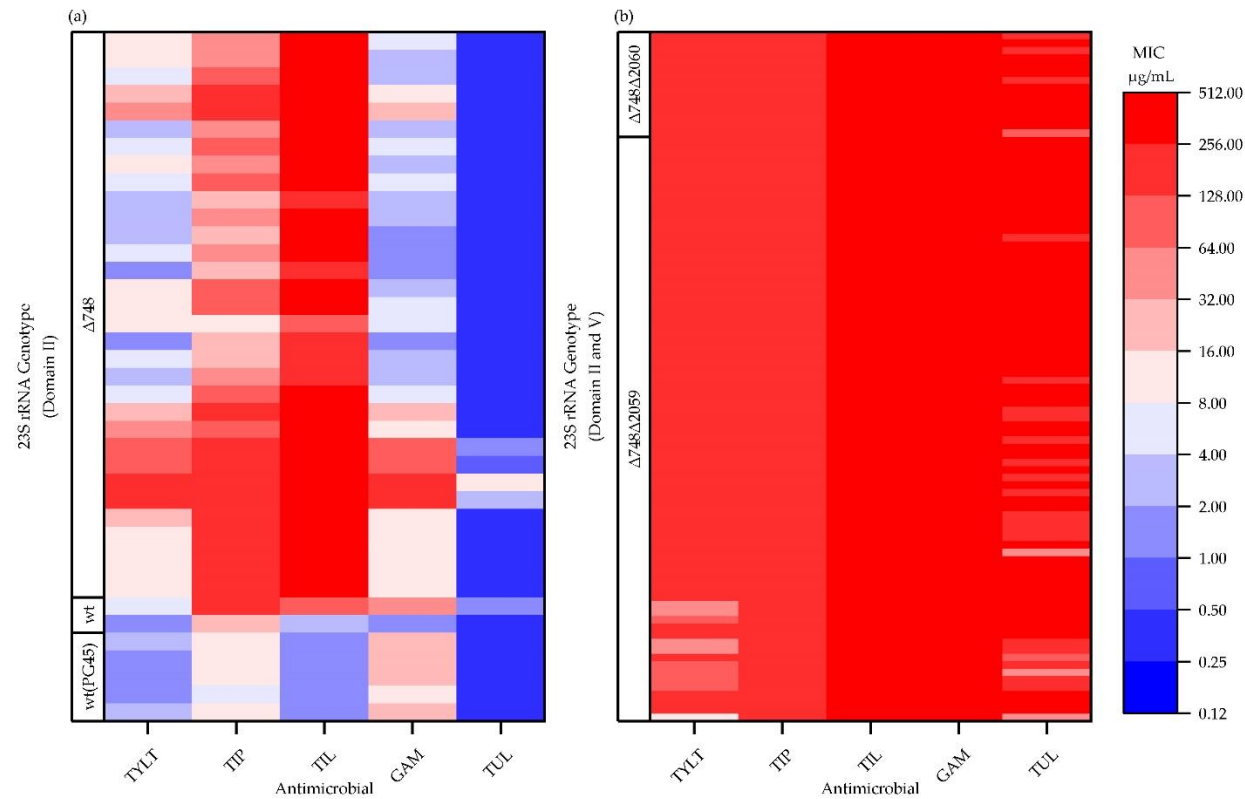 (a)
(b)
MIC
µg/mL
512.00
256.00
128.00
64.00
32.00
16.00
8.00
4.00
2.00
1.00
0.50
0.25
0.12
23S rRNA Genotype
(Domain II)
Δ748
wt
wt(PG45)
TYLT
TIP
TIL
GAM
TUL
Antimicrobial
23S rRNA Genotype
(Domain II and V)
Δ748Δ2060
Δ748Δ2059
TYLT
TIP
TIL
GAM
TUL
Antimicrobial